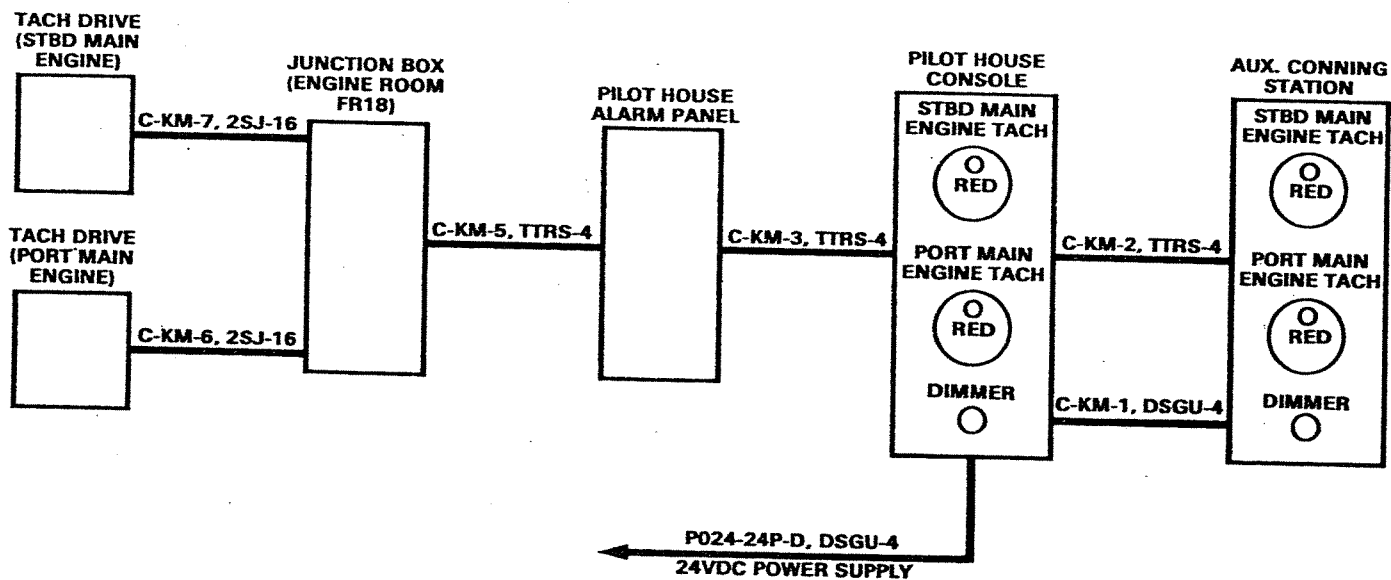 TACH DRIVE
(STBD MAIN
ENGINE)
C-KM-7, 2SJ-16
TACH DRIVE
(PORT MAIN
ENGINE)
C-KM-6, 2SJ-16
JUNCTION BOX
(ENGINE ROOM
FR18)
C-KM-5, TTRS-4
PILOT HOUSE
ALARM PANEL
C-KM-3, TTRS-4
PILOT HOUSE
CONSOLE
STBD MAIN
ENGINE TACH
RED
PORT MAIN
ENGINE TACH
RED
DIMMER
C-KM-2, TTRS-4
C-KM-1, DSGU-4
AUX. CONNING
STATION
STBD MAIN
ENGINE TACH
RED
PORT MAIN
ENGINE TACH
RED
DIMMER
P024-24P-D, DSGU-4
24VDC POWER SUPPLY